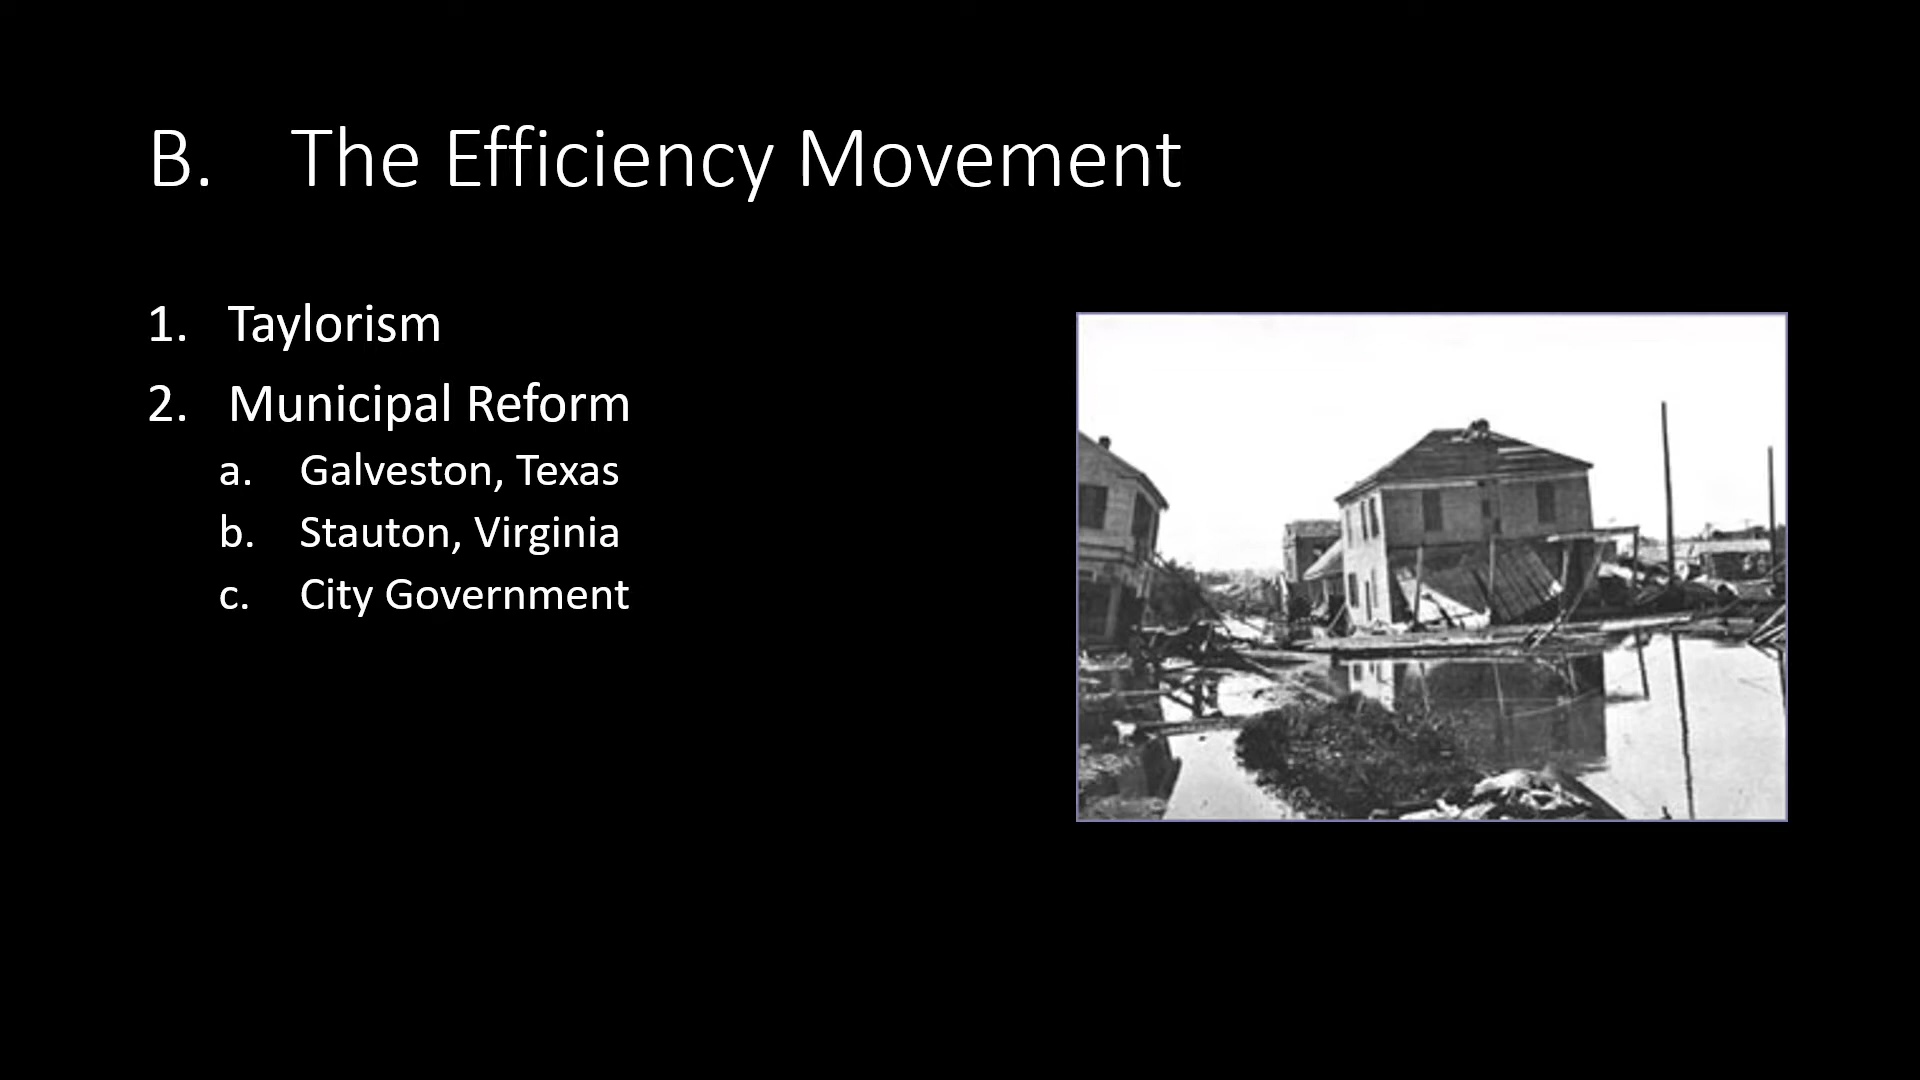 B. The Efficiency Movement
1. Taylorism
2. Municipal Reform
a. Galveston, Texas
b. Stauton, Virginia
c. City Government